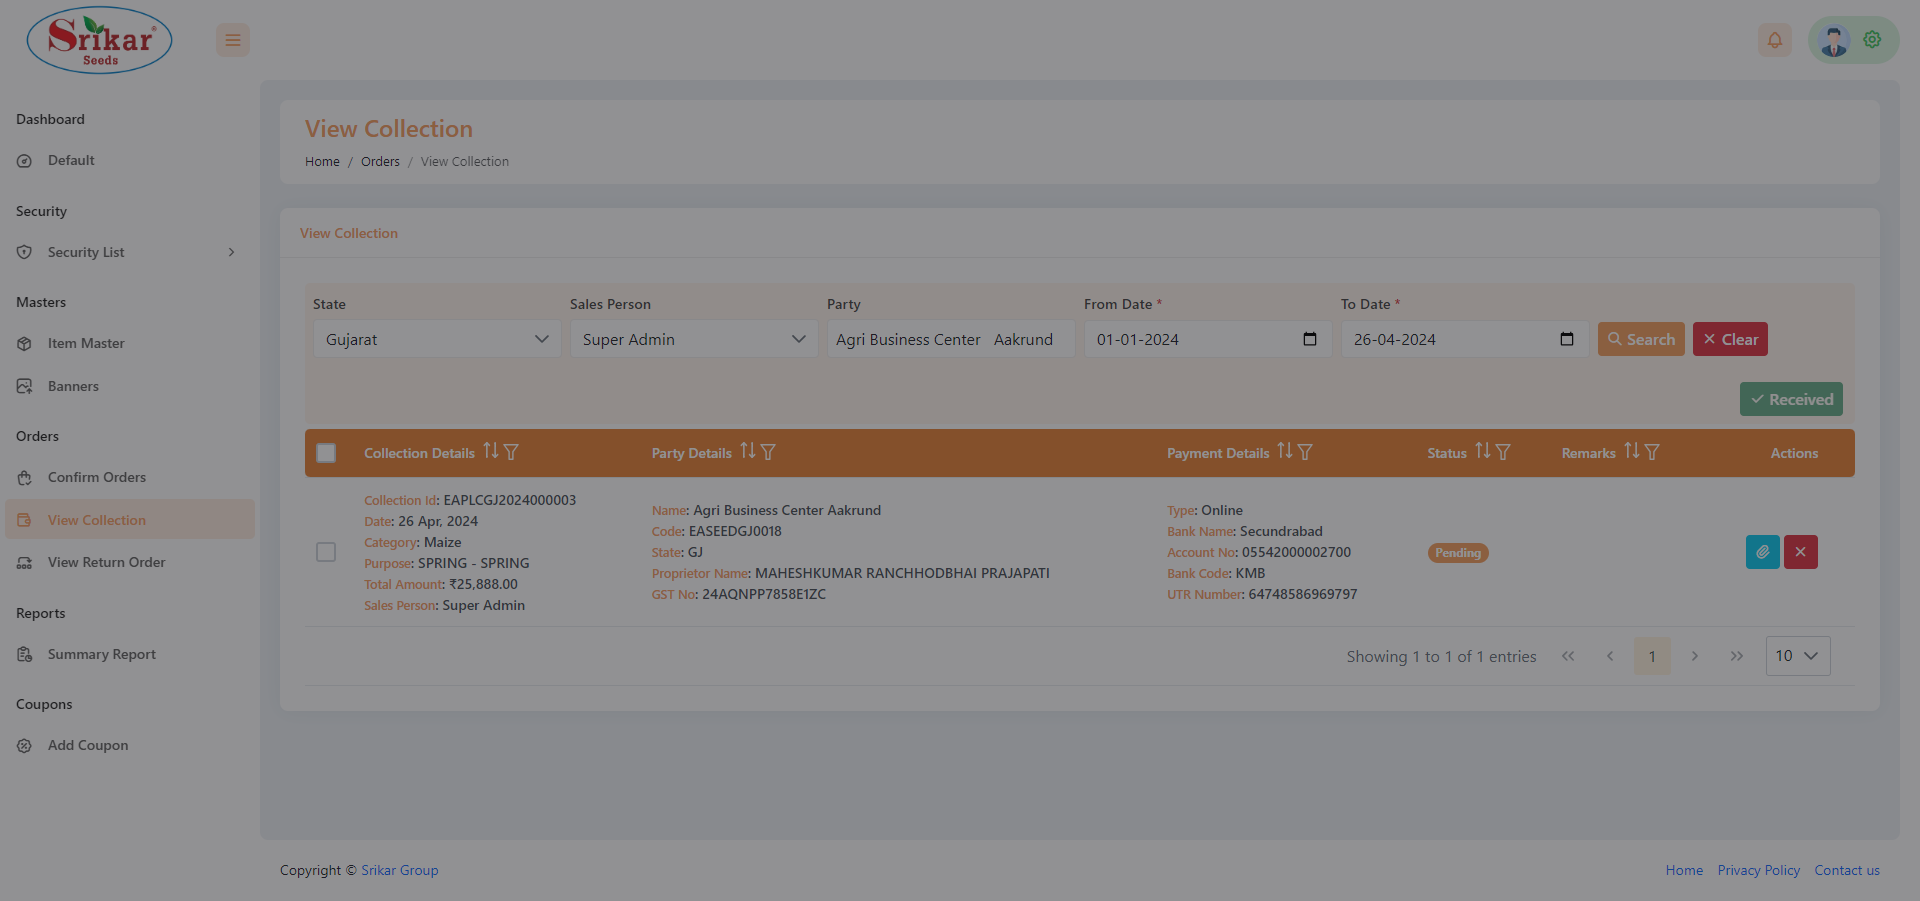 Srikar®
Seeds
Dashboard
Default
Security
Security List
Masters
Item Master
Banners
Orders
Confirm Orders
View Collection
View Return Order
Reports
Summary Report
Coupons
Add Coupon
View Collection
Home / Orders / View Collection
View Collection
State
Sales Person
Party
From Date *
To Date *
Gujarat
Super Admin
Agri Business Center Aakrund
01-01-2024
26-04-2024
Search
Clear
Received
Collection Details
Party Details
Payment Details
Status
Remarks
Actions
Collection Id: EAPLCGJ2024000003
Date: 26 Apr, 2024
Category: Maize
Purpose: SPRING - SPRING
Total Amount: ₹25,888.00
Sales Person: Super Admin
Name: Agri Business Center Aakrund
Code: EASEEDGJ0018
State: GJ
Proprietor Name: MAHESHKUMAR RANCHHODBHAI PRAJAPATI
GST No: 24AQNPP7858E1ZC
Type: Online
Bank Name: Secundrabad
Account No: 05542000002700
Bank Code: KMB
UTR Number: 64748586969797
Pending
Showing 1 to 1 of 1 entries
1
10
Copyright © Srikar Group
Home Privacy Policy Contact us